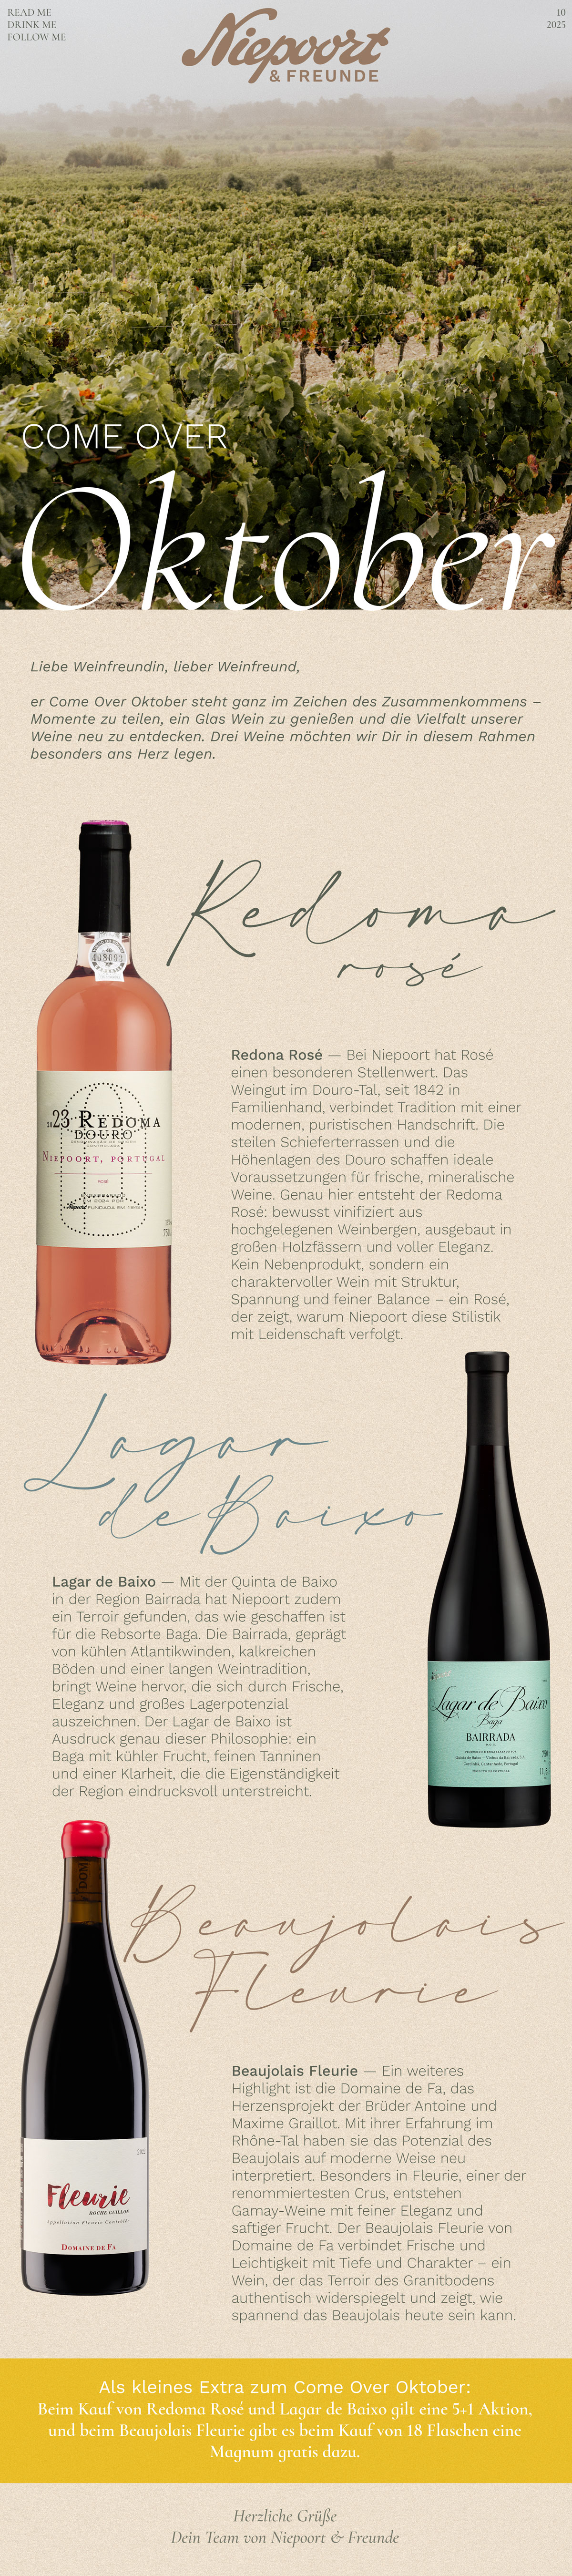 READ ME
DRINK ME
FOLLOW ME
Niepoort
& FREUNDE
10
2025
COME OVER
Oktober
Liebe Weinfreundin, lieber Weinfreund,
er Come Over Oktober steht ganz im Zeichen des Zusammenkommens –
Momente zu teilen, ein Glas Wein zu genießen und die Vielfalt unserer
Weine neu zu entdecken. Drei Weine möchten wir Dir in diesem Rahmen
besonders ans Herz legen.
Redoma
rosé
2023 REDOMA
DOURO
NIEPOORT, PORTUGAL
ROSÉ
Redona Rosé — Bei Niepoort hat Rosé
einen besonderen Stellenwert. Das
Weingut im Douro-Tal, seit 1842 in
Familienhand, verbindet Tradition mit einer
modernen, puristischen Handschrift. Die
steilen Schieferterrassen und die
Höhenlagen des Douro schaffen ideale
Voraussetzungen für frische, mineralische
Weine. Genau hier entsteht der Redoma
Rosé: bewusst vinifiziert aus
hochgelegenen Weinbergen, ausgebaut in
großen Holzfässern und voller Eleganz.
Kein Nebenprodukt, sondern ein
charaktervoller Wein mit Struktur,
Spannung und feiner Balance – ein Rosé,
der zeigt, warum Niepoort diese Stilistik
mit Leidenschaft verfolgt.
Lagar
de Baixo
Lagar de Baixo — Mit der Quinta de Baixo
in der Region Bairrada hat Niepoort zudem
ein Terroir gefunden, das wie geschaffen ist
für die Rebsorte Baga. Die Bairrada, geprägt
von kühlen Atlantikwinden, kalkreichen
Böden und einer langen Weintradition,
bringt Weine hervor, die sich durch Frische,
Eleganz und großes Lagerpotenzial
auszeichnen. Der Lagar de Baixo ist
Ausdruck genau dieser Philosophie: ein
Baga mit kühler Frucht, feinen Tanninen
und einer Klarheit, die die Eigenständigkeit
der Region eindrucksvoll unterstreicht.
Lagar de Baixo
Baga
BAIRRADA
Beaujolais
Fleurie
Fleurie
ROCHE GUILLON
Appellation Fleurie Contrôlée
DOMAINE DE FA
Beaujolais Fleurie — Ein weiteres
Highlight ist die Domaine de Fa, das
Herzensprojekt der Brüder Antoine und
Maxime Graillot. Mit ihrer Erfahrung im
Rhône-Tal haben sie das Potenzial des
Beaujolais auf moderne Weise neu
interpretiert. Besonders in Fleurie, einer der
renommiertesten Crus, entstehen
Gamay-Weine mit feiner Eleganz und
saftiger Frucht. Der Beaujolais Fleurie von
Domaine de Fa verbindet Frische und
Leichtigkeit mit Tiefe und Charakter – ein
Wein, der das Terroir des Granitbodens
authentisch widerspiegelt und zeigt, wie
spannend das Beaujolais heute sein kann.
Als kleines Extra zum Come Over Oktober:
Beim Kauf von Redoma Rosé und Lagar de Baixo gilt eine 5+1 Aktion,
und beim Beaujolais Fleurie gibt es beim Kauf von 18 Flaschen eine
Magnum gratis dazu.
Herzliche Grüße
Dein Team von Niepoort & Freunde